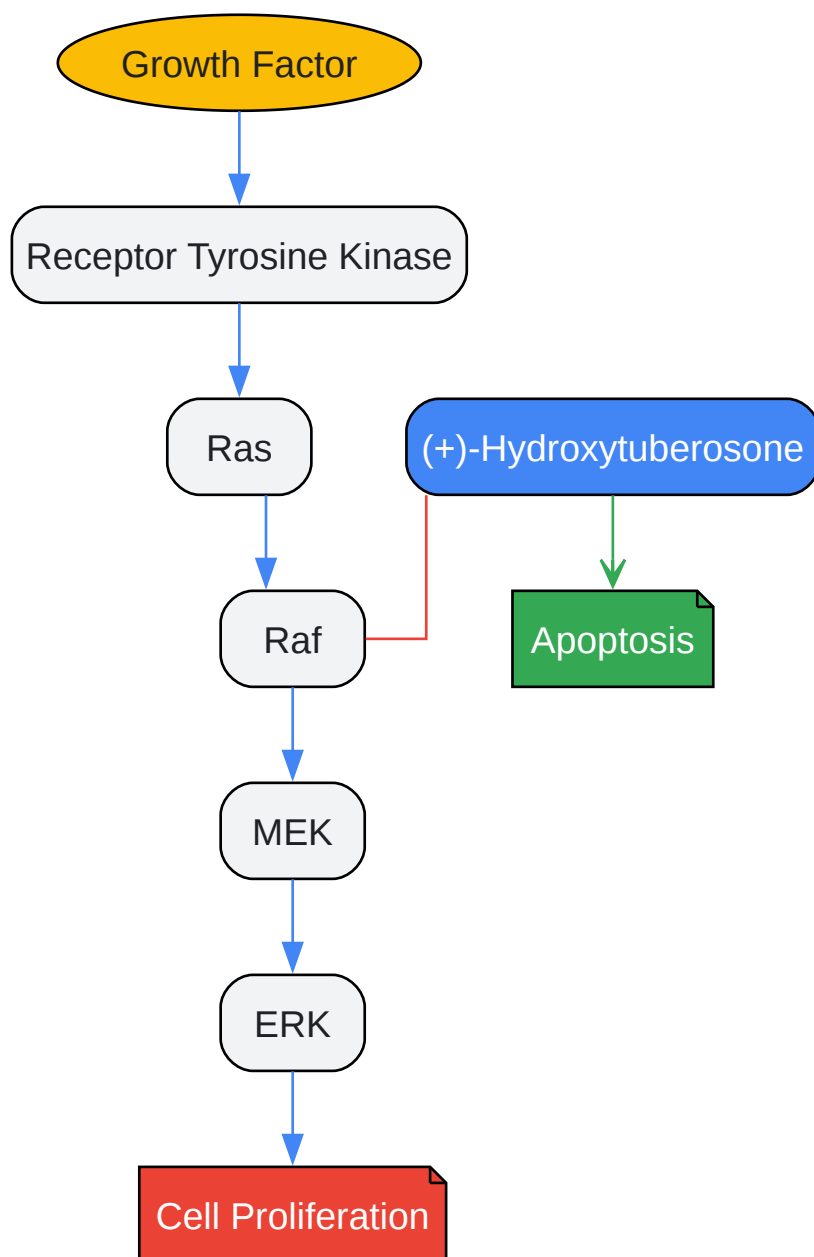 Growth Factor
Receptor Tyrosine Kinase
Ras
(+)-Hydroxytuberosone
Raf
Apoptosis
MEK
ERK
Cell Proliferation